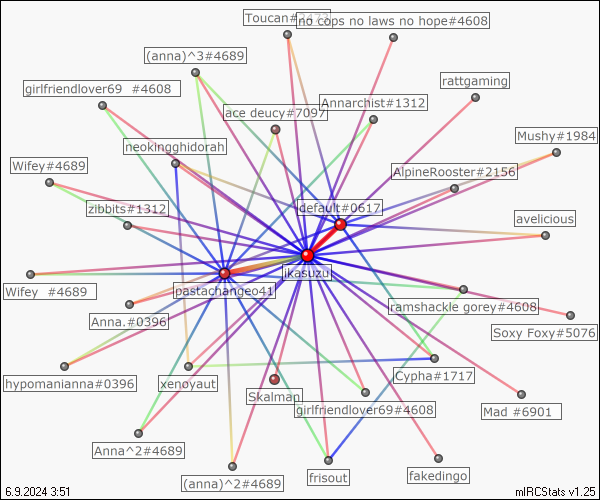 Toucan#2473
no cops no laws no hope#4608
(anna)^3#4689
rattgaming
girlfriendlover69 #4608
ace deucy#7097
Annarchist#1312
Mushy#1984
neokingghidorah
Wifey#4689
AlpineRooster#2156
zibbits#1312
default#0617
avelicious
ikasuzu
Wifey #4689
pastachangeo41
ramshackle gorey#4608
Anna.#0396
Soxy Foxy#5076
hypomanianna#0396
xenoyaut
Cypha#1717
Skalman
girlfriendlover69#4608
Mad #6901
Anna^2#4689
(anna)^2#4689
frisout
fakedingo
6.9.2024 3:51
mIRCStats v1.25